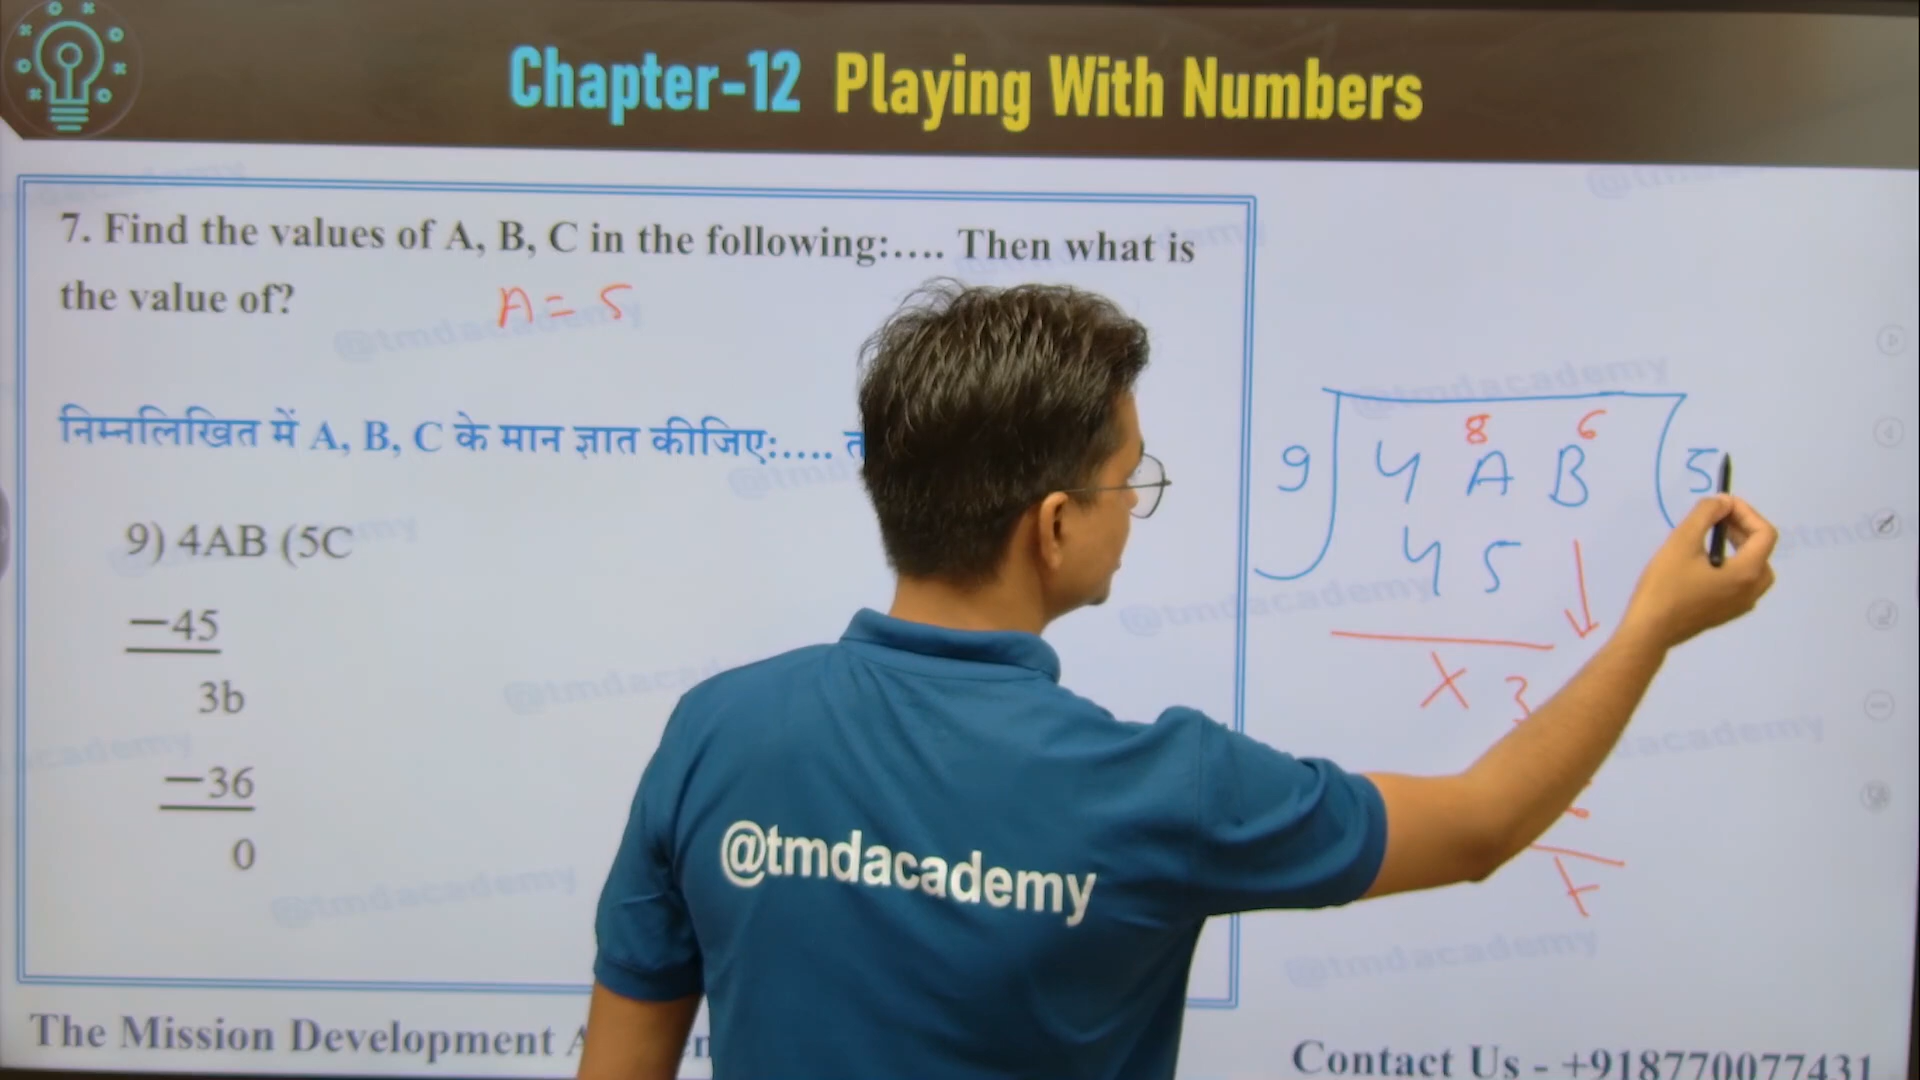 Chapter-12 Playing With Numbers
7. Find the values of A, B, C in the following:.... Then what is
the value of?
A = 5
निम्नलिखित में A, B, C के मान ज्ञात कीजिए:.... त
9) 4AB (5C
—45
3b
—36
0
8 6
9 4 A B ( 5
4 5
X 3
The Mission Development
@tmdacademy
Contact Us - +918770077431